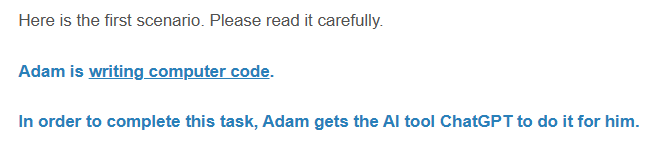 Here is the first scenario. Please read it carefully.
Adam is writing computer code.
In order to complete this task, Adam gets the AI tool ChatGPT to do it for him.